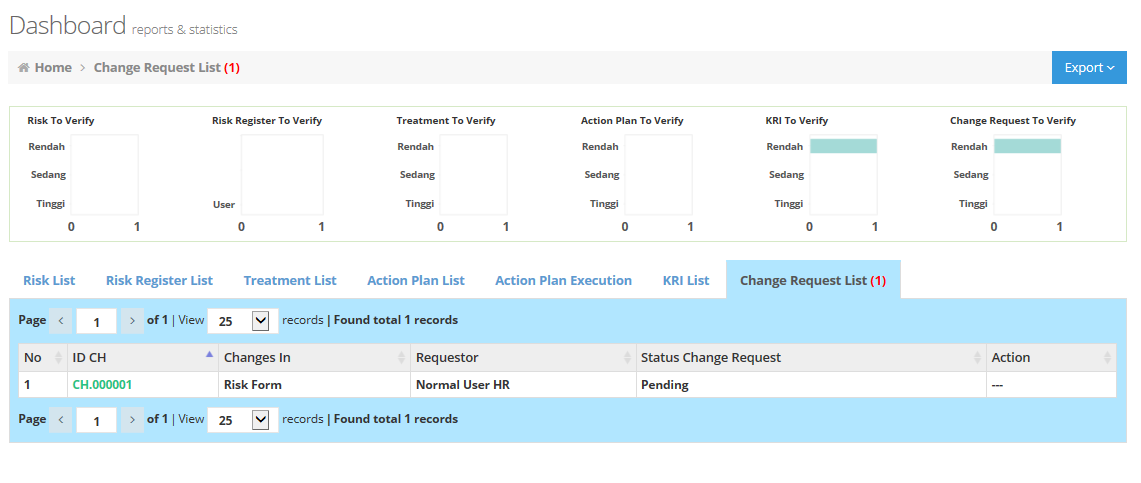 Dashboard reports & statistics
Home > Change Request List (1)
Export
Risk To Verify
Rendah
Sedang
Tinggi
0 1
Risk Register To Verify
User
0 1
Treatment To Verify
Rendah
Sedang
Tinggi
0 1
Action Plan To Verify
Rendah
Sedang
Tinggi
0 1
KRI To Verify
Rendah
Sedang
Tinggi
0 1
Change Request To Verify
Rendah
Sedang
Tinggi
0 1
Risk List Risk Register List Treatment List Action Plan List Action Plan Execution KRI List Change Request List (1)
Page < 1 > of 1 | View 25 records | Found total 1 records
No ID CH Changes In Requestor Status Change Request Action
1 CH.000001 Risk Form Normal User HR Pending ---
Page < 1 > of 1 | View 25 records | Found total 1 records